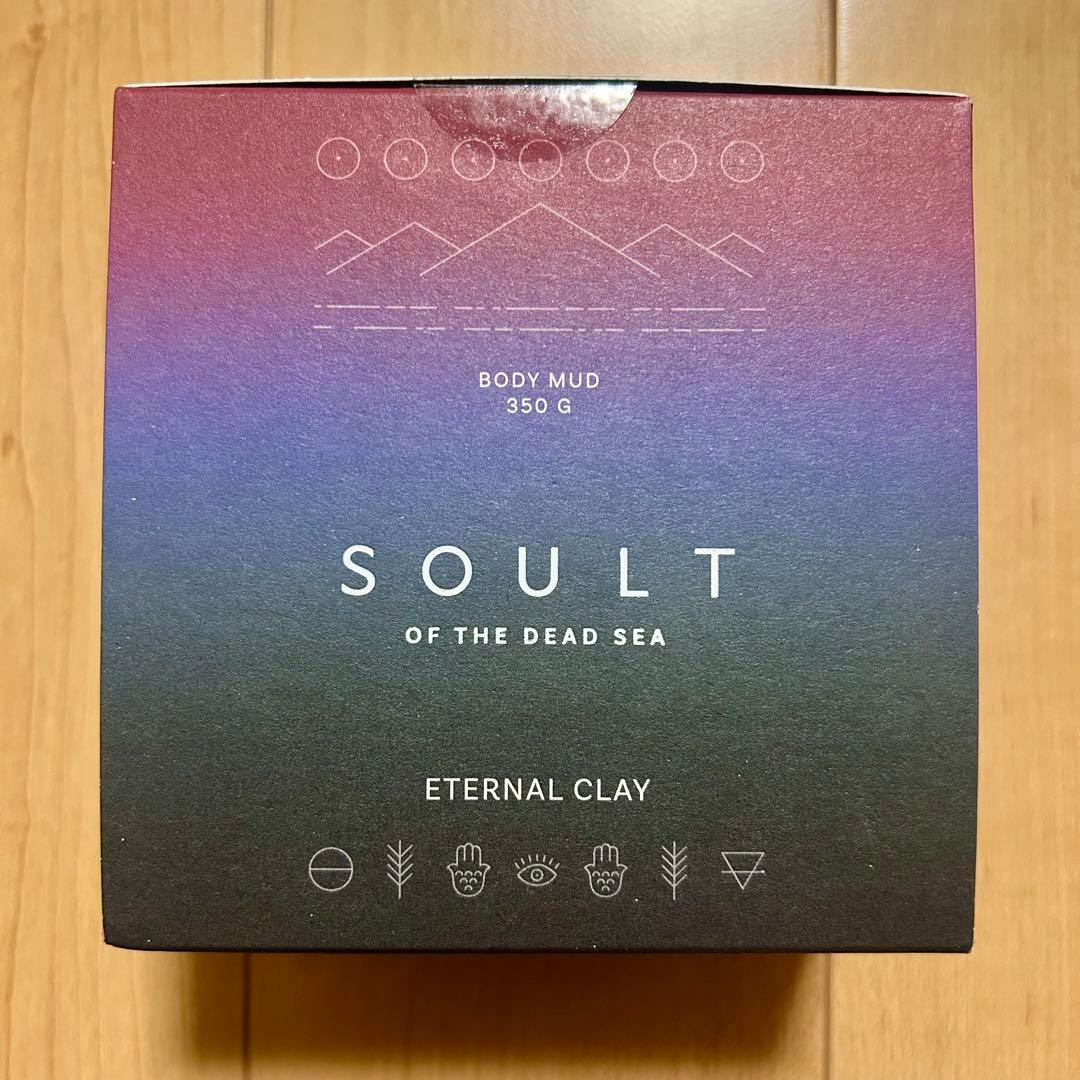 BODY MUD
350 G
SOULT
OF THE DEAD SEA
ETERNAL CLAY